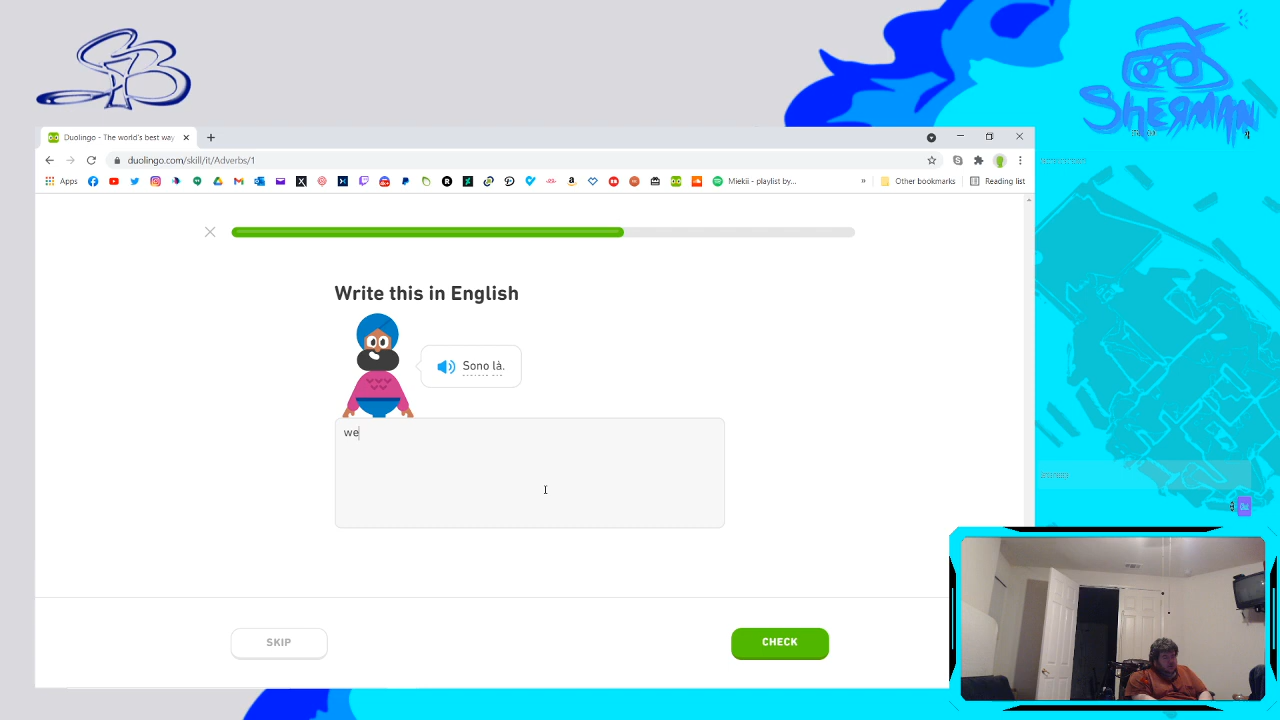 SB
SHERMAN
Duolingo - The world's best way
duolingo.com/skill/it/Adverbs/1
Apps
Miekii - playlist by...
»
Other bookmarks
Reading list
Write this in English
Sono là.
we
SKIP
CHECK